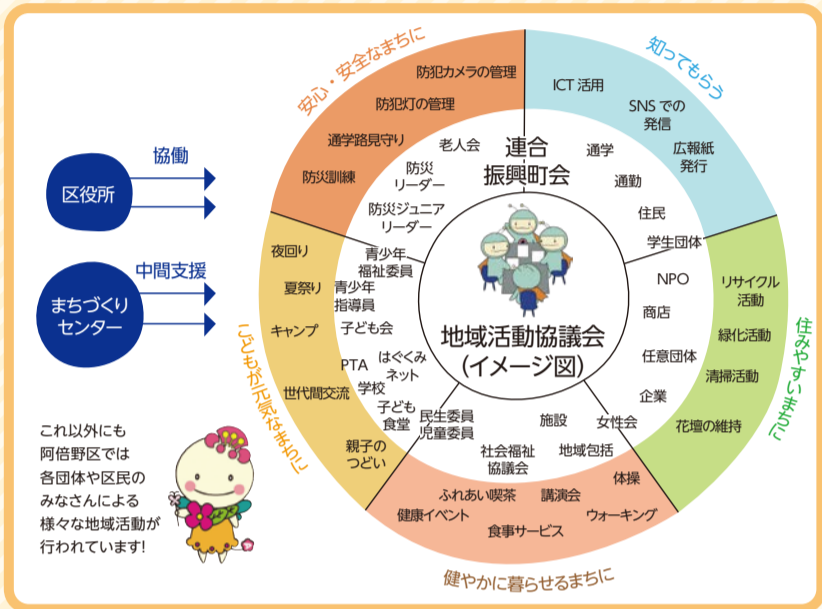 安心・安全なまちに
防犯カメラの管理
防犯灯の管理
通学路見守り
防災訓練
知ってもらう
ICT 活用
SNS での
発信
広報紙
発行
連合
振興町会
老人会
防災
リーダー
防災ジュニア
リーダー
通学
通勤
住民
学生団体
区役所
協働
まちづくり
センター
中間支援
地域活動協議会
(イメージ図)
こどもが元気なまちに
夜回り
夏祭り
キャンプ
世代間交流
親子の
つどい
青少年
福祉委員
青少年
指導員
子ども会
PTA
はぐくみ
ネット
学校
子ども
食堂
住みやすいまちに
リサイクル
活動
緑化活動
清掃活動
花壇の維持
NPO
商店
任意団体
企業
民生委員
児童委員
施設
女性会
社会福祉
協議会
地域包括
体操
ふれあい喫茶
講演会
健康イベント
ウォーキング
食事サービス
健やかに暮らせるまちに
これ以外にも
阿倍野区では
各団体や区民の
みなさんによる
様々な地域活動が
行われています!